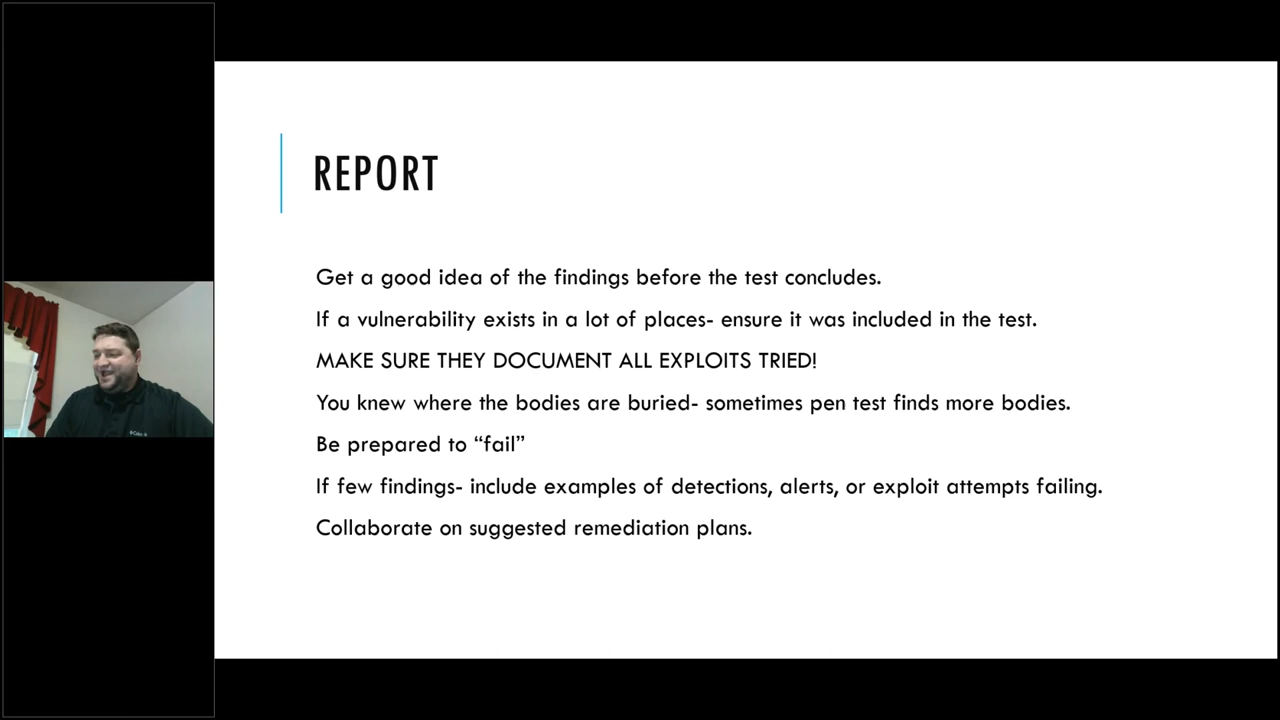 REPORT
Get a good idea of the findings before the test concludes.
If a vulnerability exists in a lot of places- ensure it was included in the test.
MAKE SURE THEY DOCUMENT ALL EXPLOITS TRIED!
You knew where the bodies are buried- sometimes pen test finds more bodies.
Be prepared to “fail”
If few findings- include examples of detections, alerts, or exploit attempts failing.
Collaborate on suggested remediation plans.